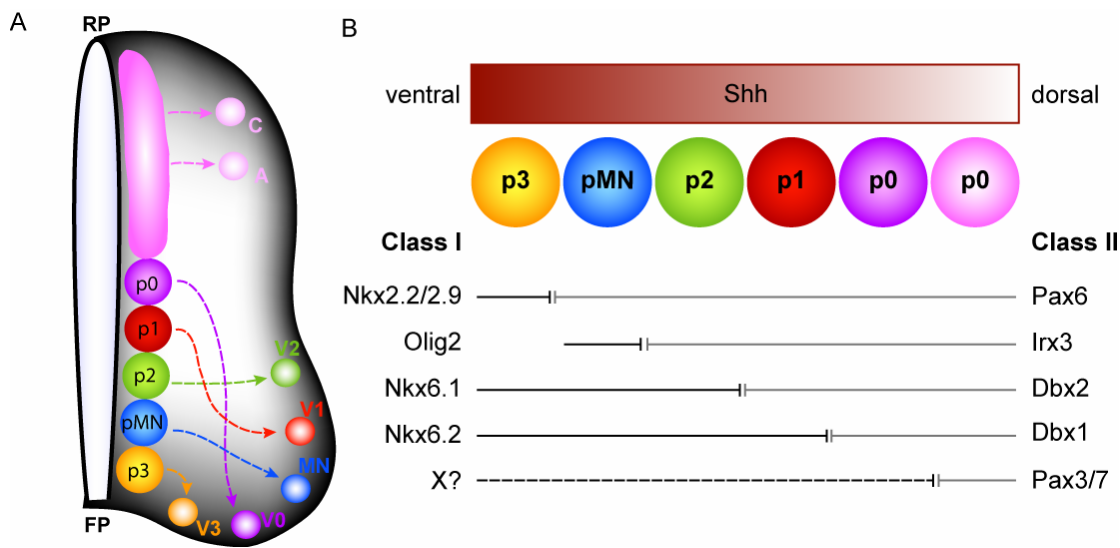 A
RP
C
A
p0
p1
p2
pMN
p3
V2
V1
MN
V0
V3
FP
B
ventral Shh dorsal
p3 pMN p2 p1 p0 p0
Class I Class II
Nkx2.2/2.9 Pax6
Olig2 Irx3
Nkx6.1 Dbx2
Nkx6.2 Dbx1
X? Pax3/7